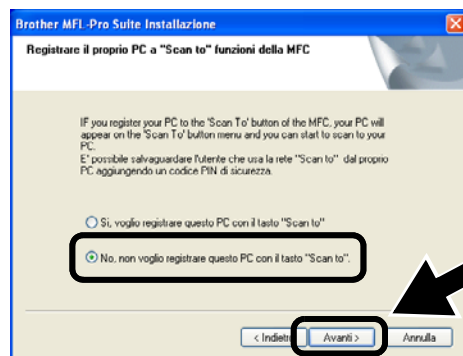 Brother MFL-Pro Suite Installazione
Registrare il proprio PC a "Scan to" funzioni della MFC
IF you register your PC to the 'Scan To' button of the MFC, your PC will
appear on the 'Scan To' button menu and you can start to scan to your
PC.
E' possibile salvaguardare l'utente che usa la rete "Scan to" dal proprio
PC aggiungendo un codice PIN di sicurezza.
Sì, voglio registrare questo PC con il tasto "Scan to"
No, non voglio registrare questo PC con il tasto "Scan to".
< Indietro Avanti > Annulla